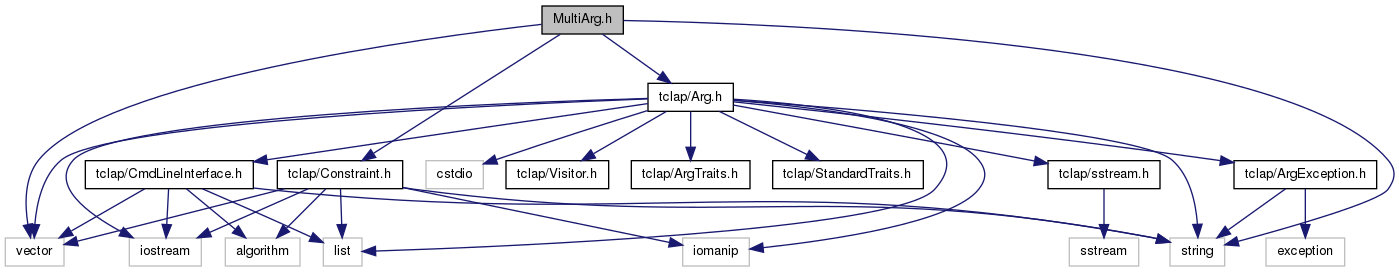 MultiArg.h
tclap/Arg.h
tclap/CmdLineInterface.h
tclap/Constraint.h
cstdio
tclap/Visitor.h
tclap/ArgTraits.h
tclap/StandardTraits.h
tclap/sstream.h
tclap/ArgException.h
vector
iostream
algorithm
list
iomanip
sstream
string
exception